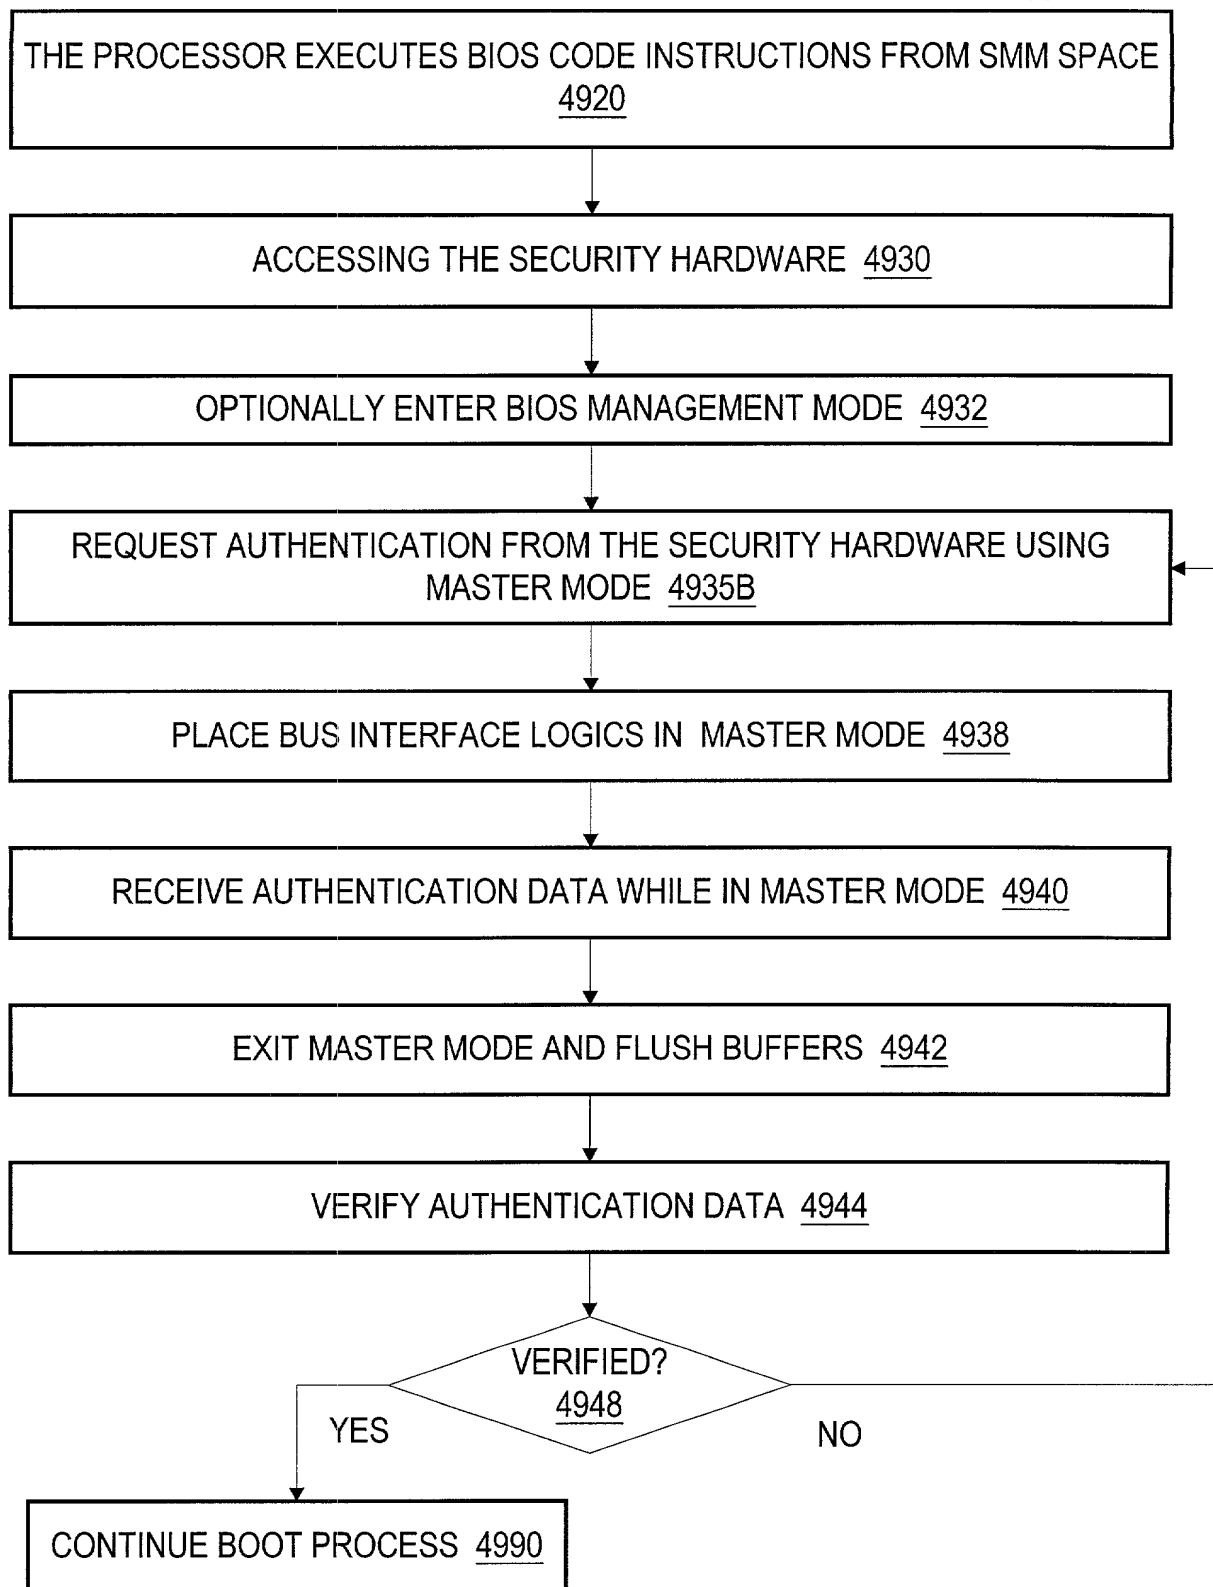 THE PROCESSOR EXECUTES BIOS CODE INSTRUCTIONS FROM SMM SPACE
4920
ACCESSING THE SECURITY HARDWARE 4930
OPTIONALLY ENTER BIOS MANAGEMENT MODE 4932
REQUEST AUTHENTICATION FROM THE SECURITY HARDWARE USING
MASTER MODE 4935B
PLACE BUS INTERFACE LOGICS IN MASTER MODE 4938
RECEIVE AUTHENTICATION DATA WHILE IN MASTER MODE 4940
EXIT MASTER MODE AND FLUSH BUFFERS 4942
VERIFY AUTHENTICATION DATA 4944
VERIFIED?
4948
YES
NO
CONTINUE BOOT PROCESS 4990